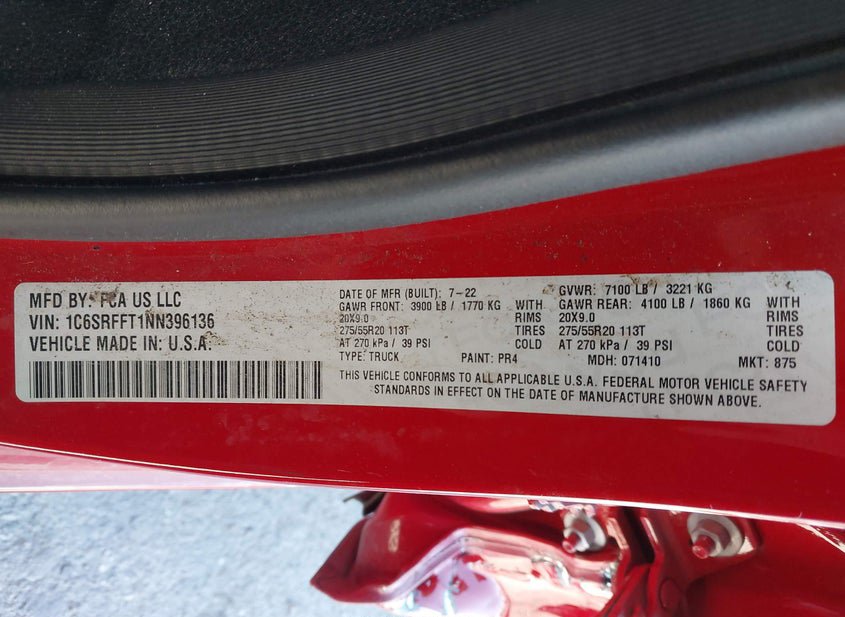 MFD BY: FCA US LLC
VIN: 1C6SRFFT1NN396136
VEHICLE MADE IN: U.S.A.
DATE OF MFR (BUILT): 7-22
GAWR FRONT: 3900 LB / 1770 KG WITH
20X9.0 RIMS
275/55R20 113T TIRES
AT 270 kPa / 39 PSI COLD
TYPE: TRUCK PAINT: PR4
GVWR: 7100 LB / 3221 KG
GAWR REAR: 4100 LB / 1860 KG WITH
20X9.0 RIMS
275/55R20 113T TIRES
AT 270 kPa / 39 PSI COLD
MDH: 071410 MKT: 875
THIS VEHICLE CONFORMS TO ALL APPLICABLE U.S.A. FEDERAL MOTOR VEHICLE SAFETY
STANDARDS IN EFFECT ON THE DATE OF MANUFACTURE SHOWN ABOVE.